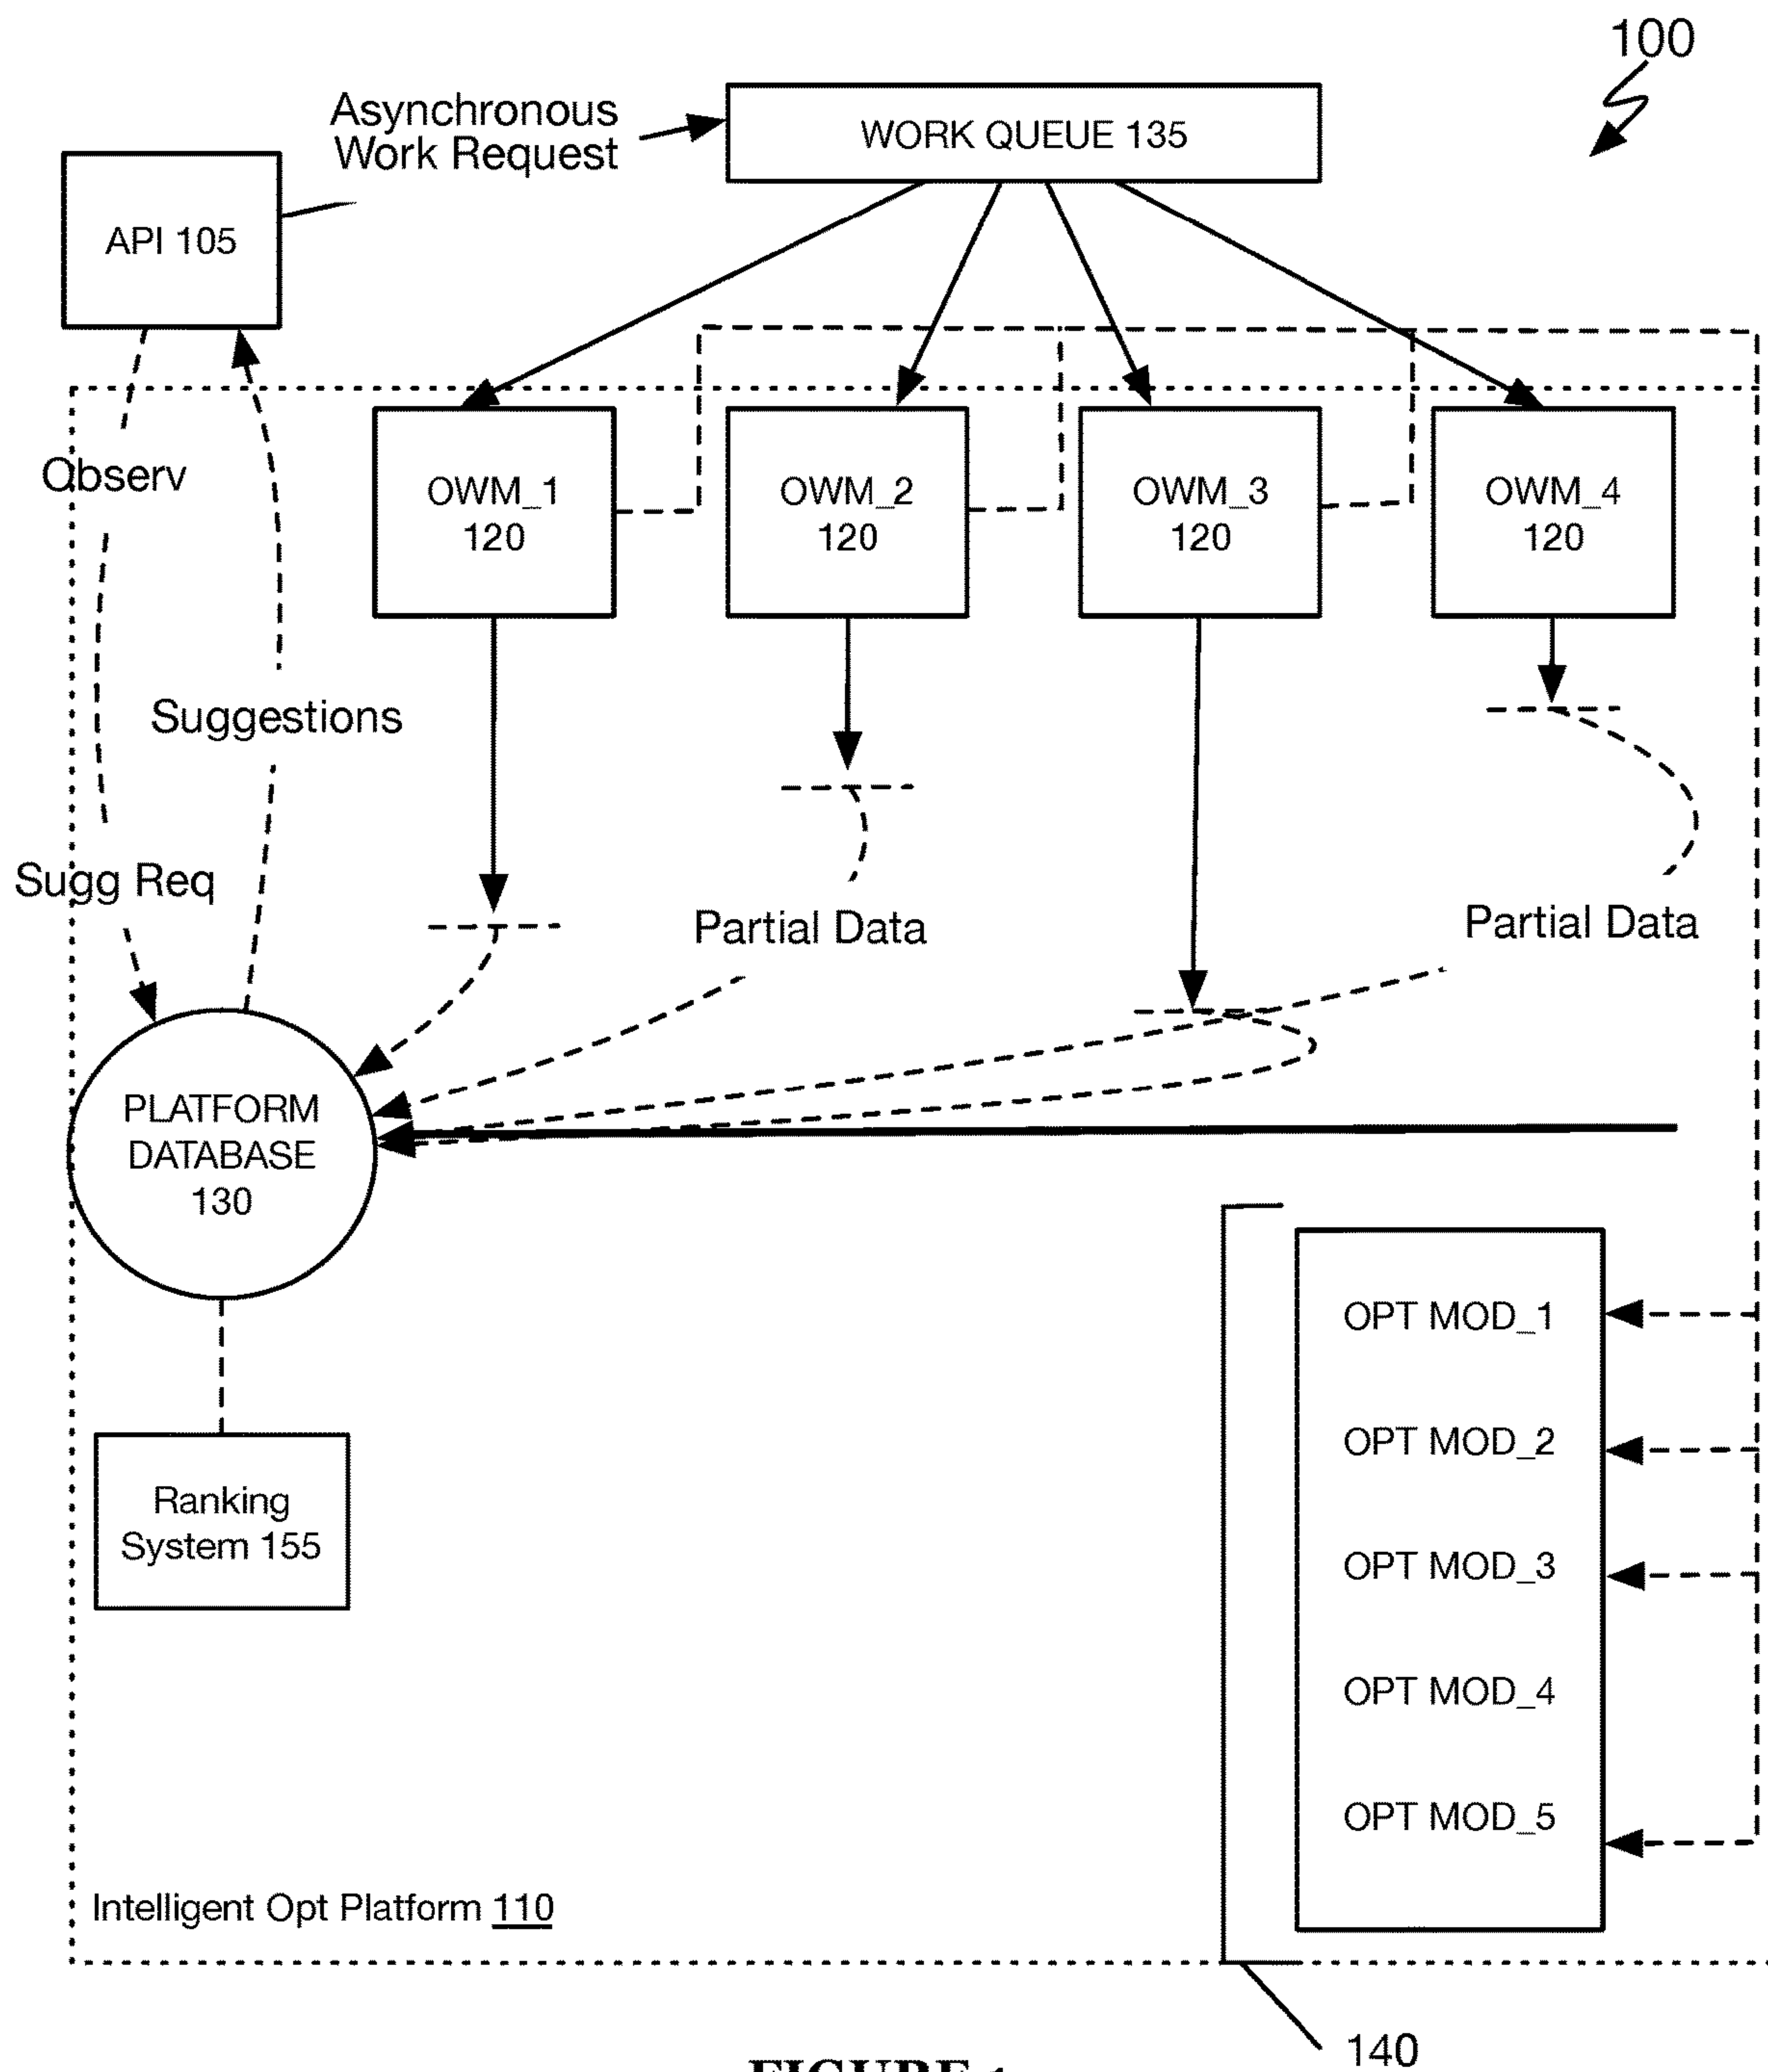 100
Asynchronous
Work Request
WORK QUEUE 135
API 105
Observ
OWM_1
120
OWM_2
120
OWM_3
120
OWM_4
120
Suggestions
Sugg Req
Partial Data
Partial Data
PLATFORM
DATABASE
130
OPT MOD_1
OPT MOD_2
OPT MOD_3
OPT MOD_4
OPT MOD_5
Ranking
System 155
Intelligent Opt Platform 110
140
FIGURE 1